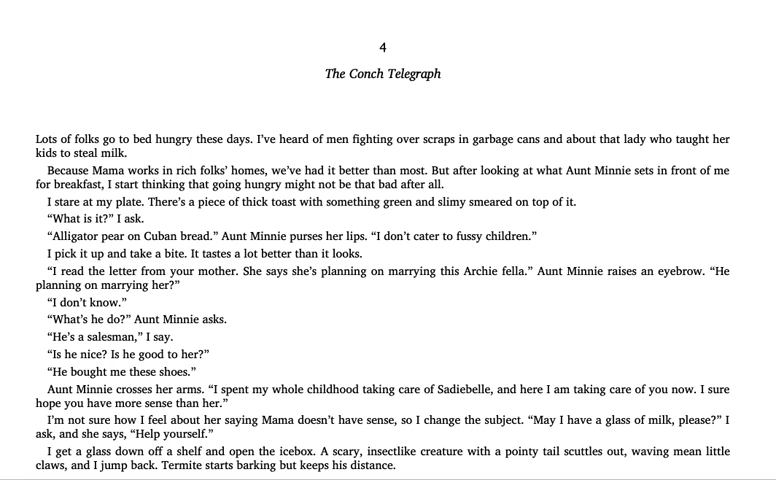 4
The Conch Telegraph
Lots of folks go to bed hungry these days. I’ve heard of men fighting over scraps in garbage cans and about that lady who taught her
kids to steal milk.
Because Mama works in rich folks’ homes, we’ve had it better than most. But after looking at what Aunt Minnie sets in front of me
for breakfast, I start thinking that going hungry might not be that bad after all.
I stare at my plate. There’s a piece of thick toast with something green and slimy smeared on top of it.
“What is it?” I ask.
“Alligator pear on Cuban bread.” Aunt Minnie purses her lips. “I don’t cater to fussy children.”
I pick it up and take a bite. It tastes a lot better than it looks.
“I read the letter from your mother. She says she’s planning on marrying this Archie fella.” Aunt Minnie raises an eyebrow. “He
planning on marrying her?”
“I don’t know.”
“What’s he do?” Aunt Minnie asks.
“He’s a salesman,” I say.
“Is he nice? Is he good to her?”
“He bought me these shoes.”
Aunt Minnie crosses her arms. “I spent my whole childhood taking care of Sadiebelle, and here I am taking care of you now. I sure
hope you have more sense than her.”
I’m not sure how I feel about her saying Mama doesn’t have sense, so I change the subject. “May I have a glass of milk, please?” I
ask, and she says, “Help yourself.”
I get a glass down off a shelf and open the icebox. A scary, insectlike creature with a pointy tail scuttles out, waving mean little
claws, and I jump back. Termite starts barking but keeps his distance.